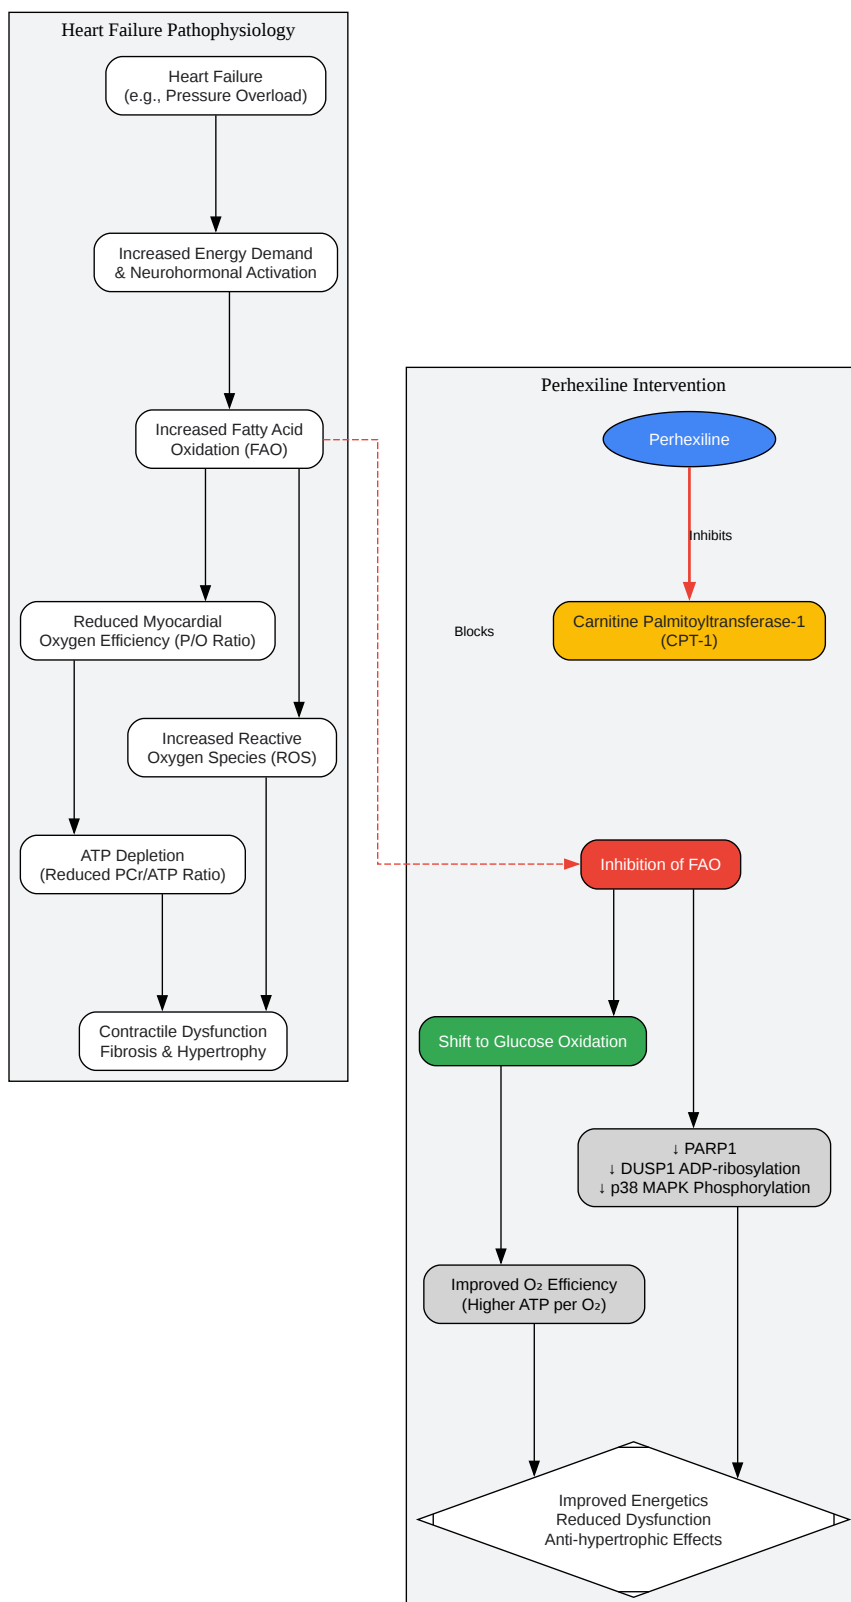 Heart Failure Pathophysiology
Heart Failure
(e.g., Pressure Overload)
Increased Energy Demand
& Neurohormonal Activation
Increased Fatty Acid
Oxidation (FAO)
Reduced Myocardial
Oxygen Efficiency (P/O Ratio)
Increased Reactive
Oxygen Species (ROS)
ATP Depletion
(Reduced PCr/ATP Ratio)
Contractile Dysfunction
Fibrosis & Hypertrophy
Perhexiline Intervention
Perhexiline
Inhibits
Carnitine Palmitoyltransferase-1
(CPT-1)
Blocks
Inhibition of FAO
Shift to Glucose Oxidation
↓ PARP1
↓ DUSP1 ADP-ribosylation
↓ p38 MAPK Phosphorylation
Improved O₂ Efficiency
(Higher ATP per O₂)
Improved Energetics
Reduced Dysfunction
Anti-hypertrophic Effects